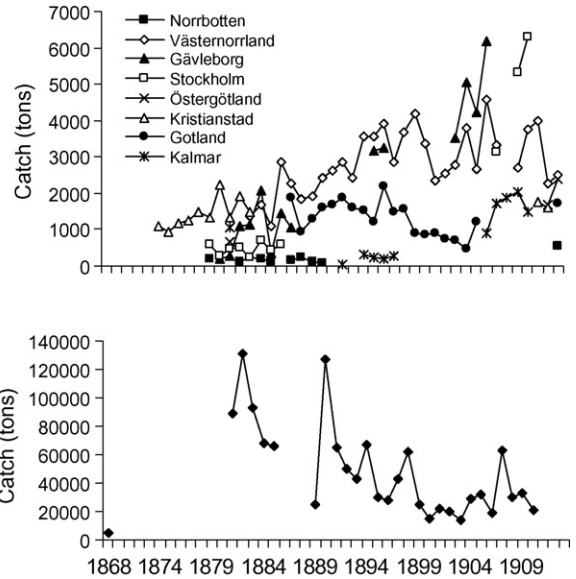 7000
6000
5000
4000
3000
2000
1000
0
Catch (tons)
Norrbotten
Västernorrland
Gävleborg
Stockholm
Östergötland
Kristianstad
Gotland
Kalmar
140000
120000
100000
80000
60000
40000
20000
0
Catch (tons)
1868 1874 1879 1884 1889 1894 1899 1904 1909